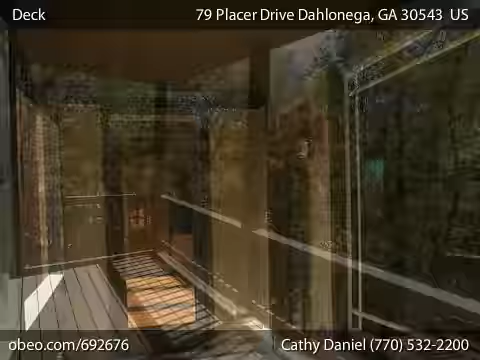 Deck
79 Placer Drive Dahlonega, GA 30543 US
obeo.com/692676
Cathy Daniel (770) 532-2200